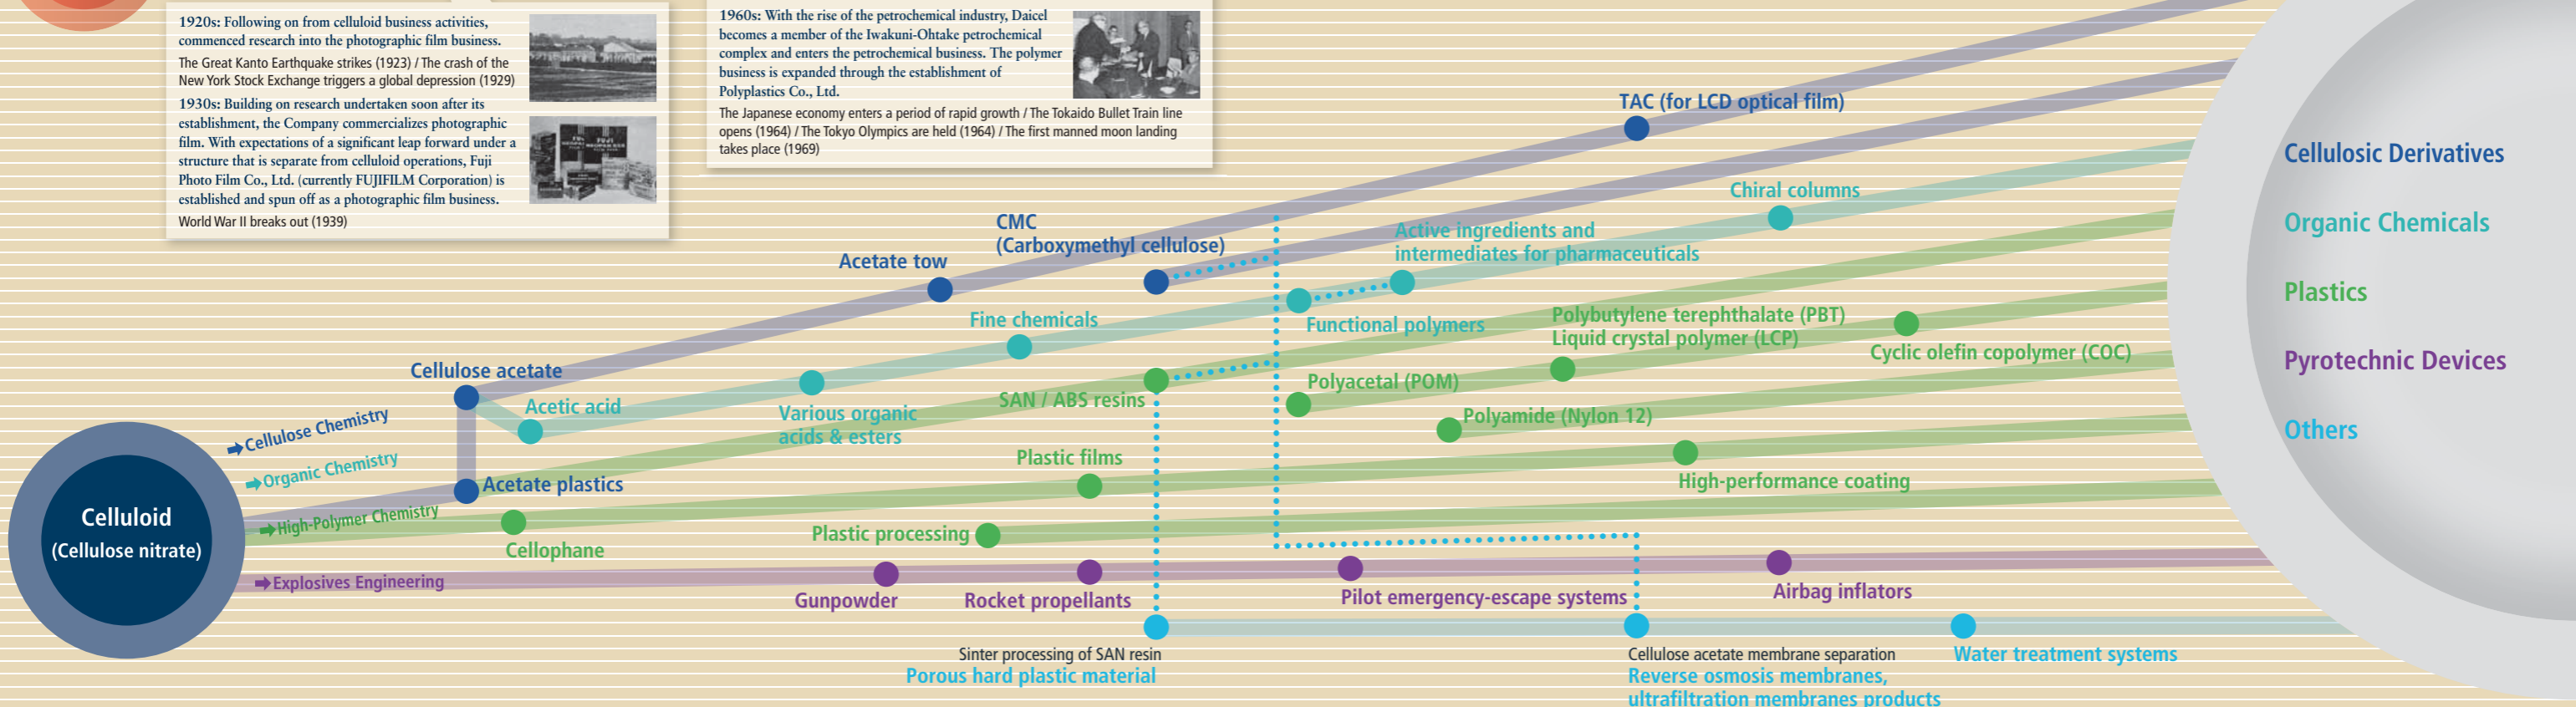 1920s: Following on from celluloid business activities,
commenced research into the photographic film business.
The Great Kanto Earthquake strikes (1923) / The crash of the
New York Stock Exchange triggers a global depression (1929)
1930s: Building on research undertaken soon after its
establishment, the Company commercializes photographic
film. With expectations of a significant leap forward under a
structure that is separate from celluloid operations, Fuji
Photo Film Co., Ltd. (currently FUJIFILM Corporation) is
established and spun off as a photographic film business.
World War II breaks out (1939)
1960s: With the rise of the petrochemical industry, Daicel
becomes a member of the Iwakuni-Ohtake petrochemical
complex and enters the petrochemical business. The polymer
business is expanded through the establishment of
Polyplastics Co., Ltd.
The Japanese economy enters a period of rapid growth / The Tokaido Bullet Train line
opens (1964) / The Tokyo Olympics are held (1964) / The first manned moon landing
takes place (1969)
TAC (for LCD optical film)
Chiral columns
CMC
(Carboxymethyl cellulose)
Active ingredients and
intermediates for pharmaceuticals
Acetate tow
Fine chemicals
Functional polymers
Polybutylene terephthalate (PBT)
Liquid crystal polymer (LCP)
Cyclic olefin copolymer (COC)
Cellulose acetate
Acetic acid
Various organic
acids & esters
SAN / ABS resins
Polyacetal (POM)
Polyamide (Nylon 12)
➡Cellulose Chemistry
➡Organic Chemistry
➡High-Polymer Chemistry
➡Explosives Engineering
Acetate plastics
Plastic films
High-performance coating
Celluloid
(Cellulose nitrate)
Cellophane
Plastic processing
Gunpowder
Rocket propellants
Pilot emergency-escape systems
Airbag inflators
Sinter processing of SAN resin
Porous hard plastic material
Cellulose acetate membrane separation
Reverse osmosis membranes,
ultrafiltration membranes products
Water treatment systems
Cellulosic Derivatives
Organic Chemicals
Plastics
Pyrotechnic Devices
Others